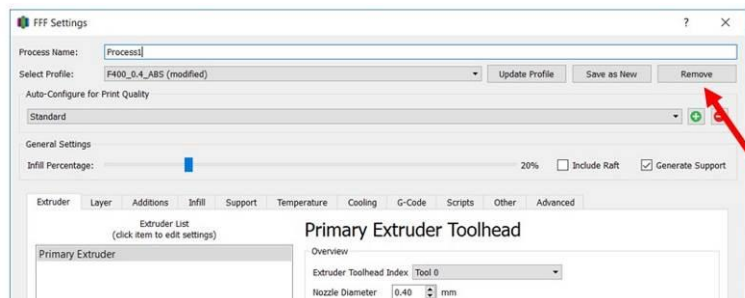 FFF Settings ? ×
Process Name: Process1
Select Profile: F400_0.4_ABS (modified) Update Profile Save as New Remove
Auto-Configure for Print Quality
Standard
General Settings
Infill Percentage: 20% Include Raft Generate Support
Extruder Layer Additions Infill Support Temperature Cooling G-Code Scripts Other Advanced
Extruder List
(click item to edit settings)
Primary Extruder
Primary Extruder Toolhead
Overview
Extruder Toolhead Index Tool 0
Nozzle Diameter 0.40 mm